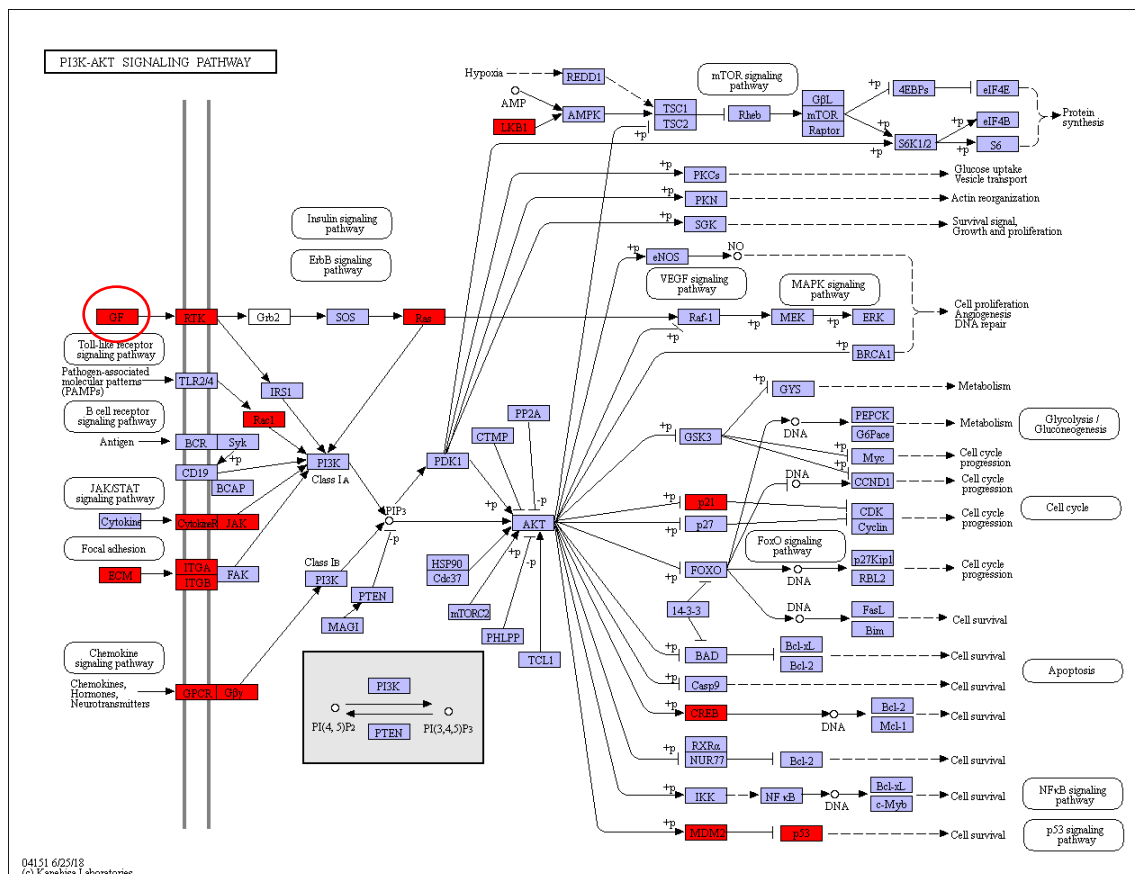 PI3K-AKT SIGNALING PATHWAY
Hypoxia
REDD1
mTOR signaling
pathway
AMP
LKB1
+p
AMPK
TSC1
TSC2
+p
Rheb
GβL
mTOR
Raptor
+p
4EBPs
eIF4E
+p
S6K1/2
+p
+p
eIF4B
+p
S6
Protein
synthesis
+p
PKCs
Glucose uptake
Vesicle transport
+p
PKN
Actin reorganization
+p
SGK
Survival signal,
Growth and proliferation
Insulin signaling
pathway
ErbB signaling
pathway
+p
eNOS
NO
VEGF signaling
pathway
MAPK signaling
pathway
GF
RTK
Grb2
SOS
Ras
Raf-1
+p
+p
MEK
+p
ERK
Cell proliferation
Angiogenesis
DNA repair
+p
BRCA1
Toll-like receptor
signaling pathway
Pathogen-associated
molecular patterns
(PAMPs)
TLR2/4
IRS1
Rac1
B cell receptor
signaling pathway
Antigen
BCR
Syk
+p
CD19
BCAP
PI3K
Class IA
PDK1
CTMP
PP2A
+p
-p
AKT
+p
GYS
Metabolism
+p
GSK3
DNA
PEPCK
G6Pace
Metabolism
Glycolysis /
Gluconeogenesis
Myc
Cell cycle
progression
DNA
CCND1
Cell cycle
progression
JAK/STAT
signaling pathway
Cytokine
CytokineR
JAK
PIP3
-p
+p
p21
+p
p27
CDK
Cyclin
Cell cycle
progression
Cell cycle
Focal adhesion
ECM
ITGA
ITGB
FAK
Class IB
PI3K
PTEN
MAGI
HSP90
Cdc37
+p
-p
mTORC2
PHLPP
TCL1
FoxO signaling
pathway
+p
FOXO
DNA
p27Kip1
RBL2
Cell cycle
progression
14-3-3
DNA
FasL
Bim
Cell survival
+p
BAD
Bcl-xL
Bcl-2
Cell survival
Apoptosis
+p
Casp9
Cell survival
Chemokine
signaling pathway
Chemokines,
Hormones,
Neurotransmitters
GPCR
Gβγ
PI3K
PI(4, 5)P2
PI(3,4,5)P3
PTEN
+p
CREB
DNA
Bcl-2
Mcl-1
Cell survival
+p
RXRα
NUR77
Bcl-2
Cell survival
+p
IKK
NFκB
DNA
Bcl-xL
c-Myb
Cell survival
NFκB signaling
pathway
+p
MDM2
p53
Cell survival
p53 signaling
pathway
04151 6/25/18
(c) Kanehisa Laboratories